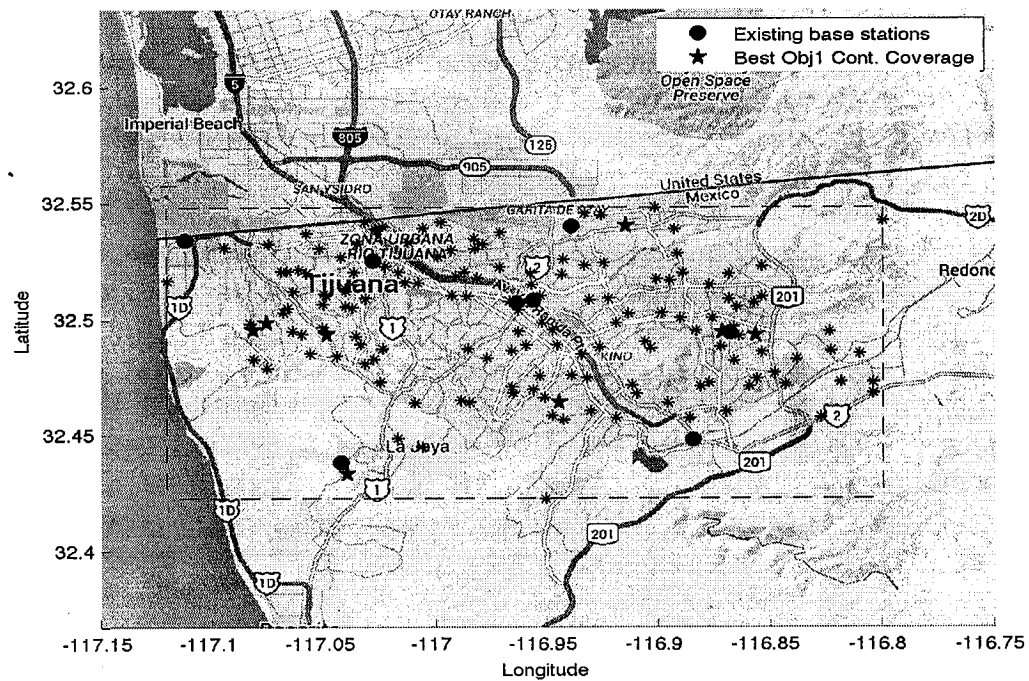 OTAY RANCH
Existing base stations
Best Obj1 Cont. Coverage
5
Open Space
Preserve
32.6
Imperial Beach
805
125
905
SAN YSIDRO
United States
Mexico
32.55
GARITA DE
2D
ZONA URBANA
RIO TIJUANA
2
Redond
Tijuana
201
1D
32.5
1
Latitude
KINO
2
32.45
La Joya
201
1
1D
201
32.4
1D
-117.15
-117.1
-117.05
-117
-116.95
-116.9
-116.85
-116.8
-116.75
Longitude